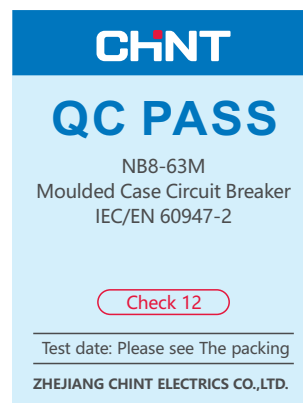 CHNT
QC PASS
NB8-63M
Moulded Case Circuit Breaker
IEC/EN 60947-2
Check 12
Test date: Please see The packing
ZHEJIANG CHINT ELECTRICS CO.,LTD.